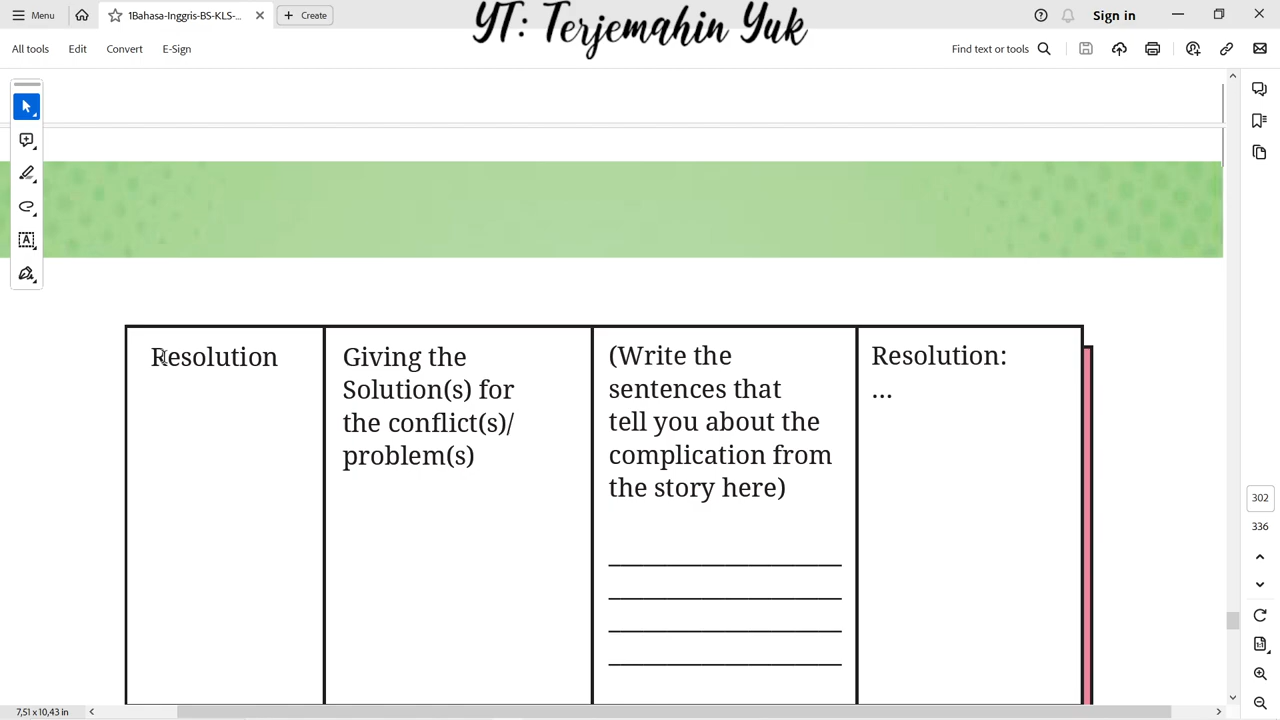 Menu
1Bahasa-Inggris-BS-KLS-...
Create
YT: Terjemahin Yuk
Sign in
All tools
Edit
Convert
E-Sign
Find text or tools
Resolution
Giving the
Solution(s) for
the conflict(s)/
problem(s)
(Write the
sentences that
tell you about the
complication from
the story here)
Resolution:
...
302
336
7,51 x 10,43 in